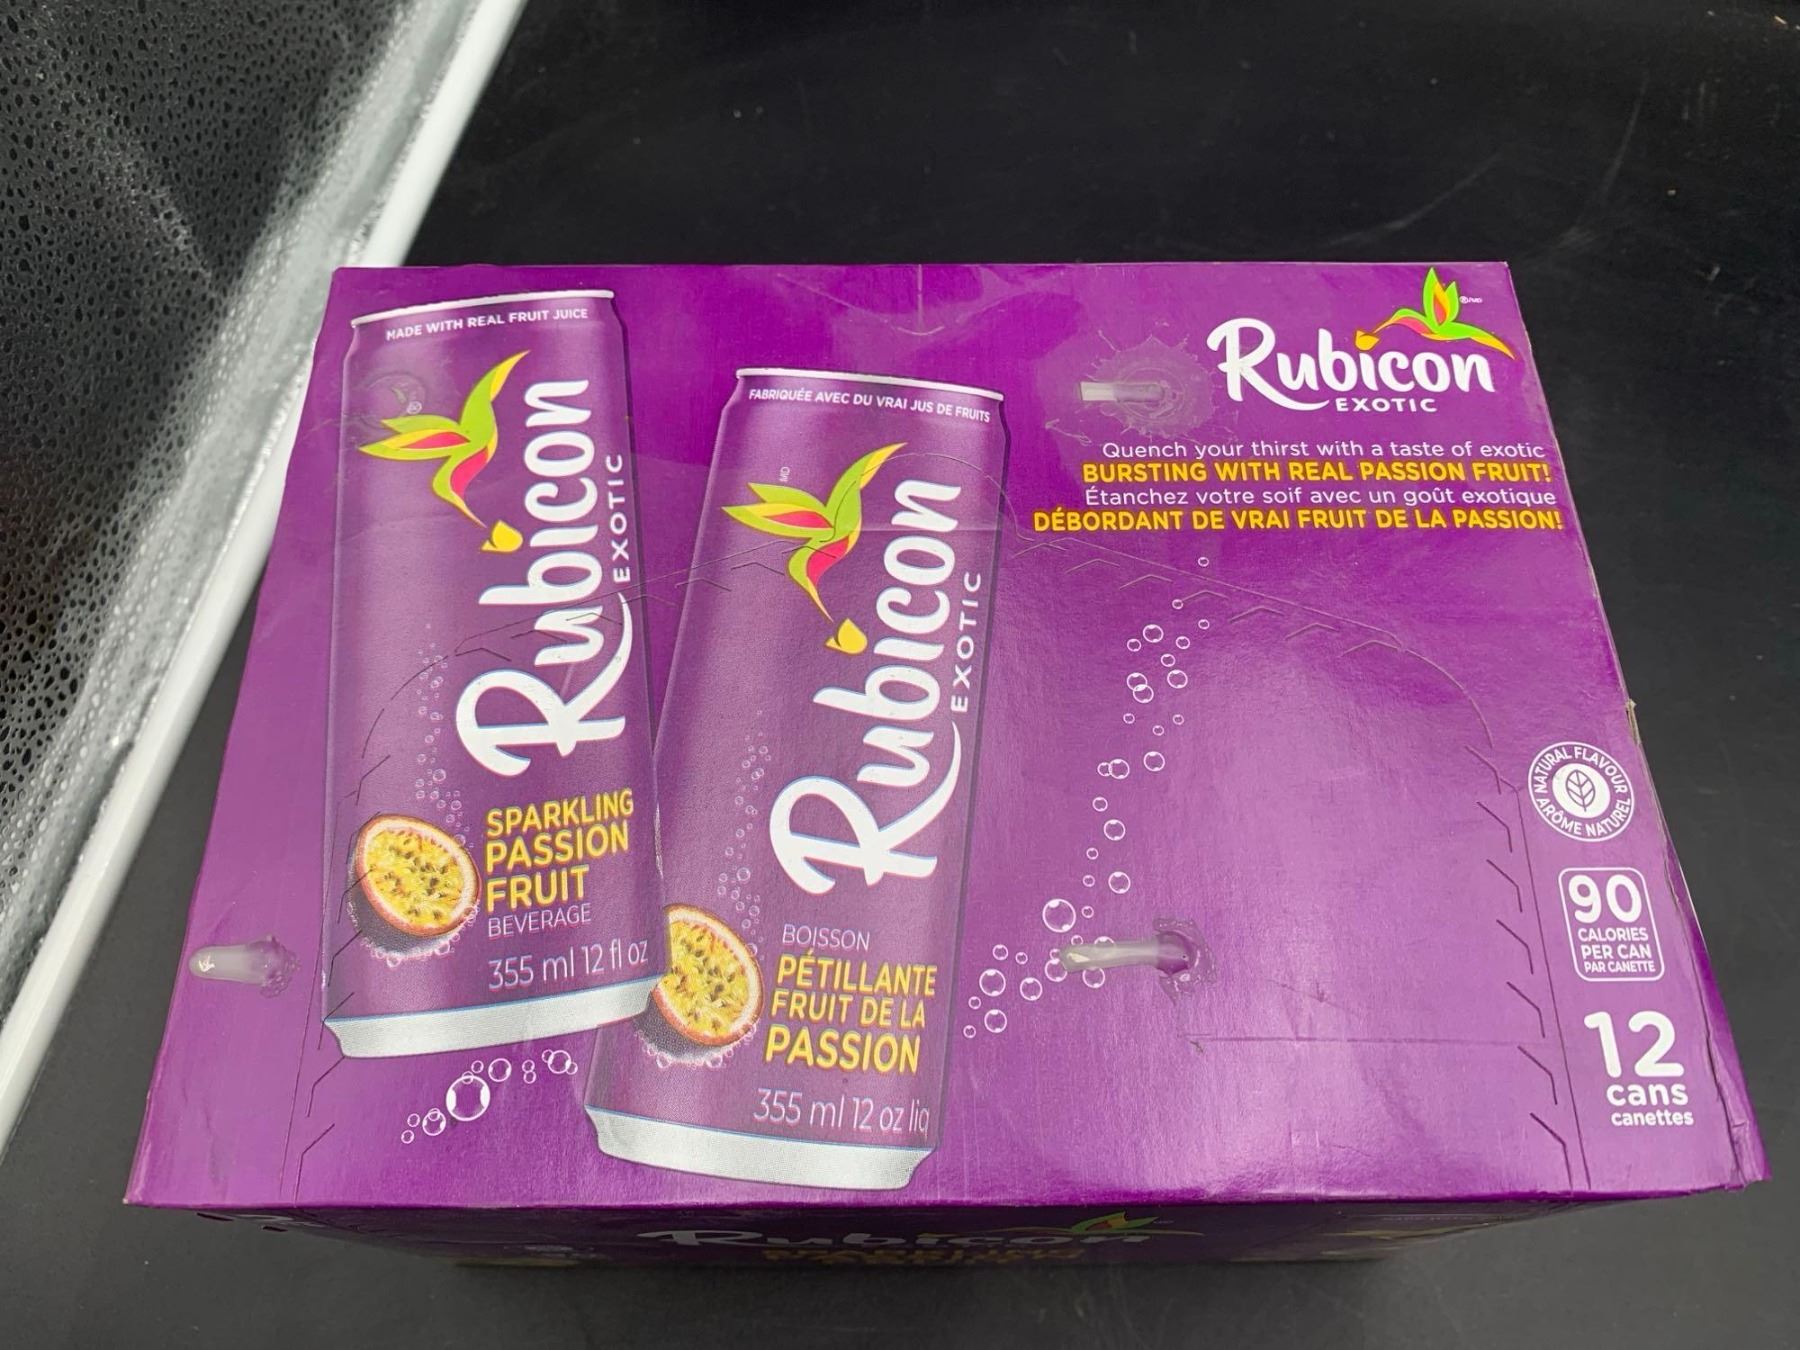 MADE WITH REAL FRUIT JUICE
Rubicon
EXOTIC
SPARKLING
PASSION
FRUIT
BEVERAGE
355 ml 12 fl oz
FABRIQUÉE AVEC DU VRAI JUS DE FRUITS
MD
Rubicon
EXOTIC
BOISSON
PÉTILLANTE
FRUIT DE LA
PASSION
355 ml 12 oz liq
®/MD
Rubicon
EXOTIC
Quench your thirst with a taste of exotic
BURSTING WITH REAL PASSION FRUIT!
Étanchez votre soif avec un goût exotique
DÉBORDANT DE VRAI FRUIT DE LA PASSION!
NATURAL FLAVOUR
ARÔME NATUREL
90
CALORIES
PER CAN
PAR CANETTE
12
cans
canettes
Rubicon
SPARKLING